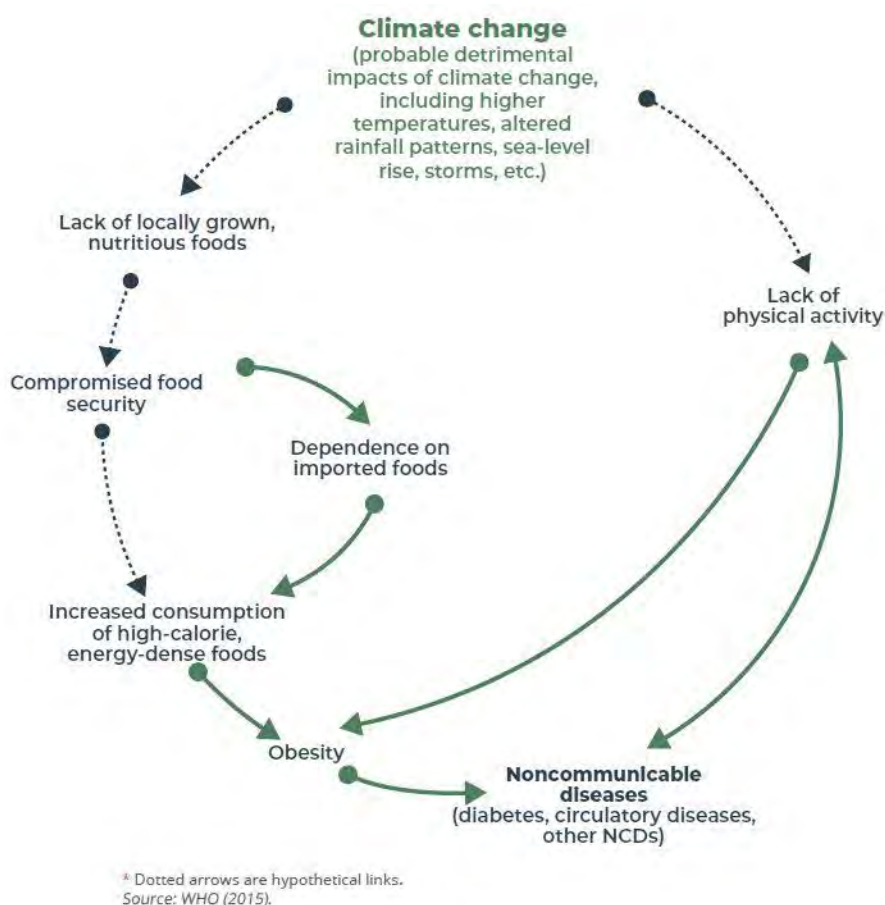 Climate change
(probable detrimental
impacts of climate change,
including higher
temperatures, altered
rainfall patterns, sea-level
rise, storms, etc.)
Lack of locally grown,
nutritious foods
Lack of
physical activity
Compromised food
security
Dependence on
imported foods
Increased consumption
of high-calorie,
energy-dense foods
Obesity
Noncommunicable
diseases
(diabetes, circulatory diseases,
other NCDs)
* Dotted arrows are hypothetical links.
Source: WHO (2015).